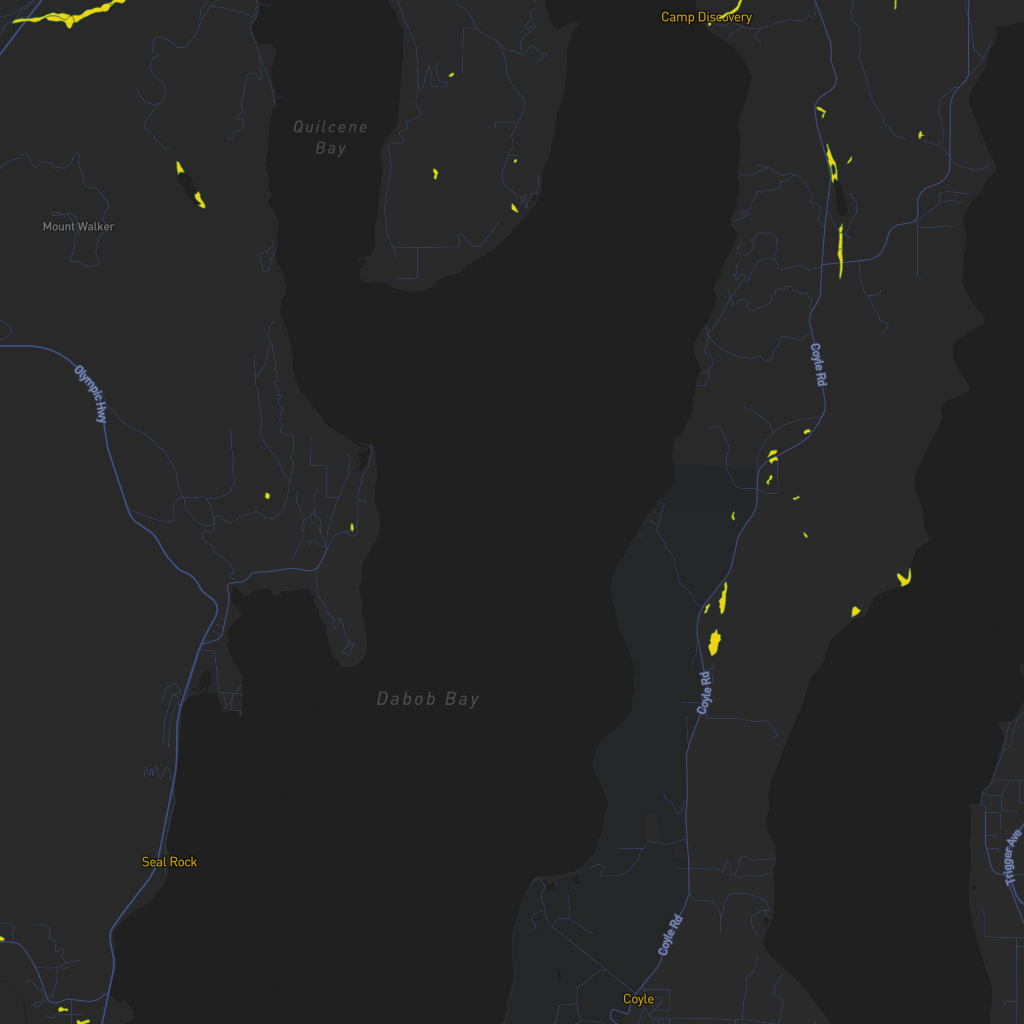 Camp Discovery
Quilcene
Bay
Mount Walker
Coyle Rd
Olympic Hwy
Coyle Rd
Dabob Bay
Seal Rock
Trigger Ave
Coyle Rd
Coyle